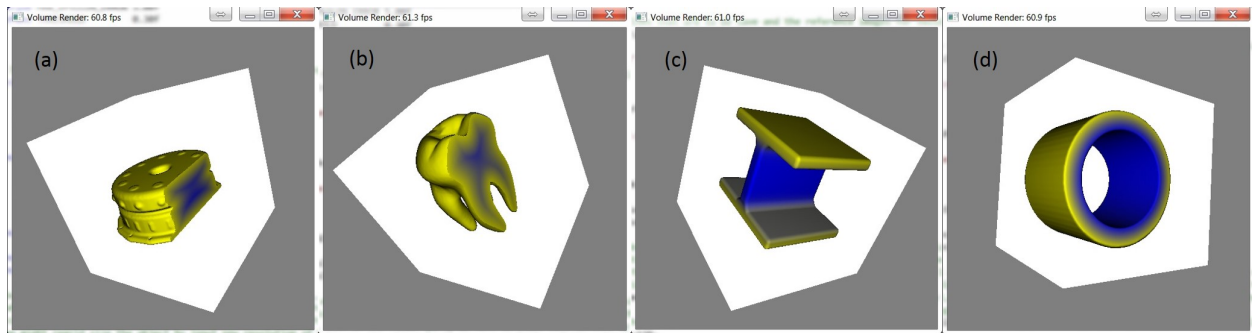 Volume Render: 60.8 fps
Volume Render: 61.3 fps
Volume Render: 61.0 fps
Volume Render: 60.9 fps
(a)
(b)
(c)
(d)